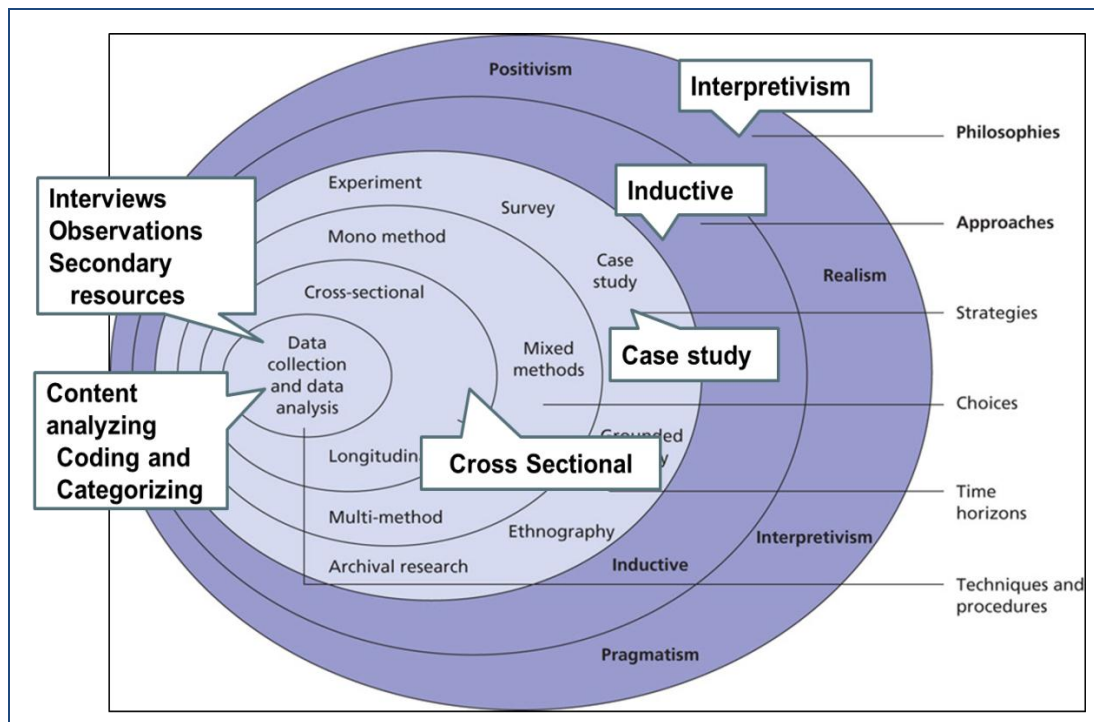 Positivism
Interpretivism
Philosophies
Interviews
Observations
Secondary
resources
Experiment
Survey
Inductive
Approaches
Mono method
Case
study
Realism
Cross-sectional
Strategies
Data
collection
and data
analysis
Mixed
methods
Case study
Choices
Content
analyzing
Coding and
Categorizing
Longitudina
Cross Sectional
Grounded
y
Time
horizons
Multi-method
Ethnography
Interpretivism
Archival research
Inductive
Techniques and
procedures
Pragmatism